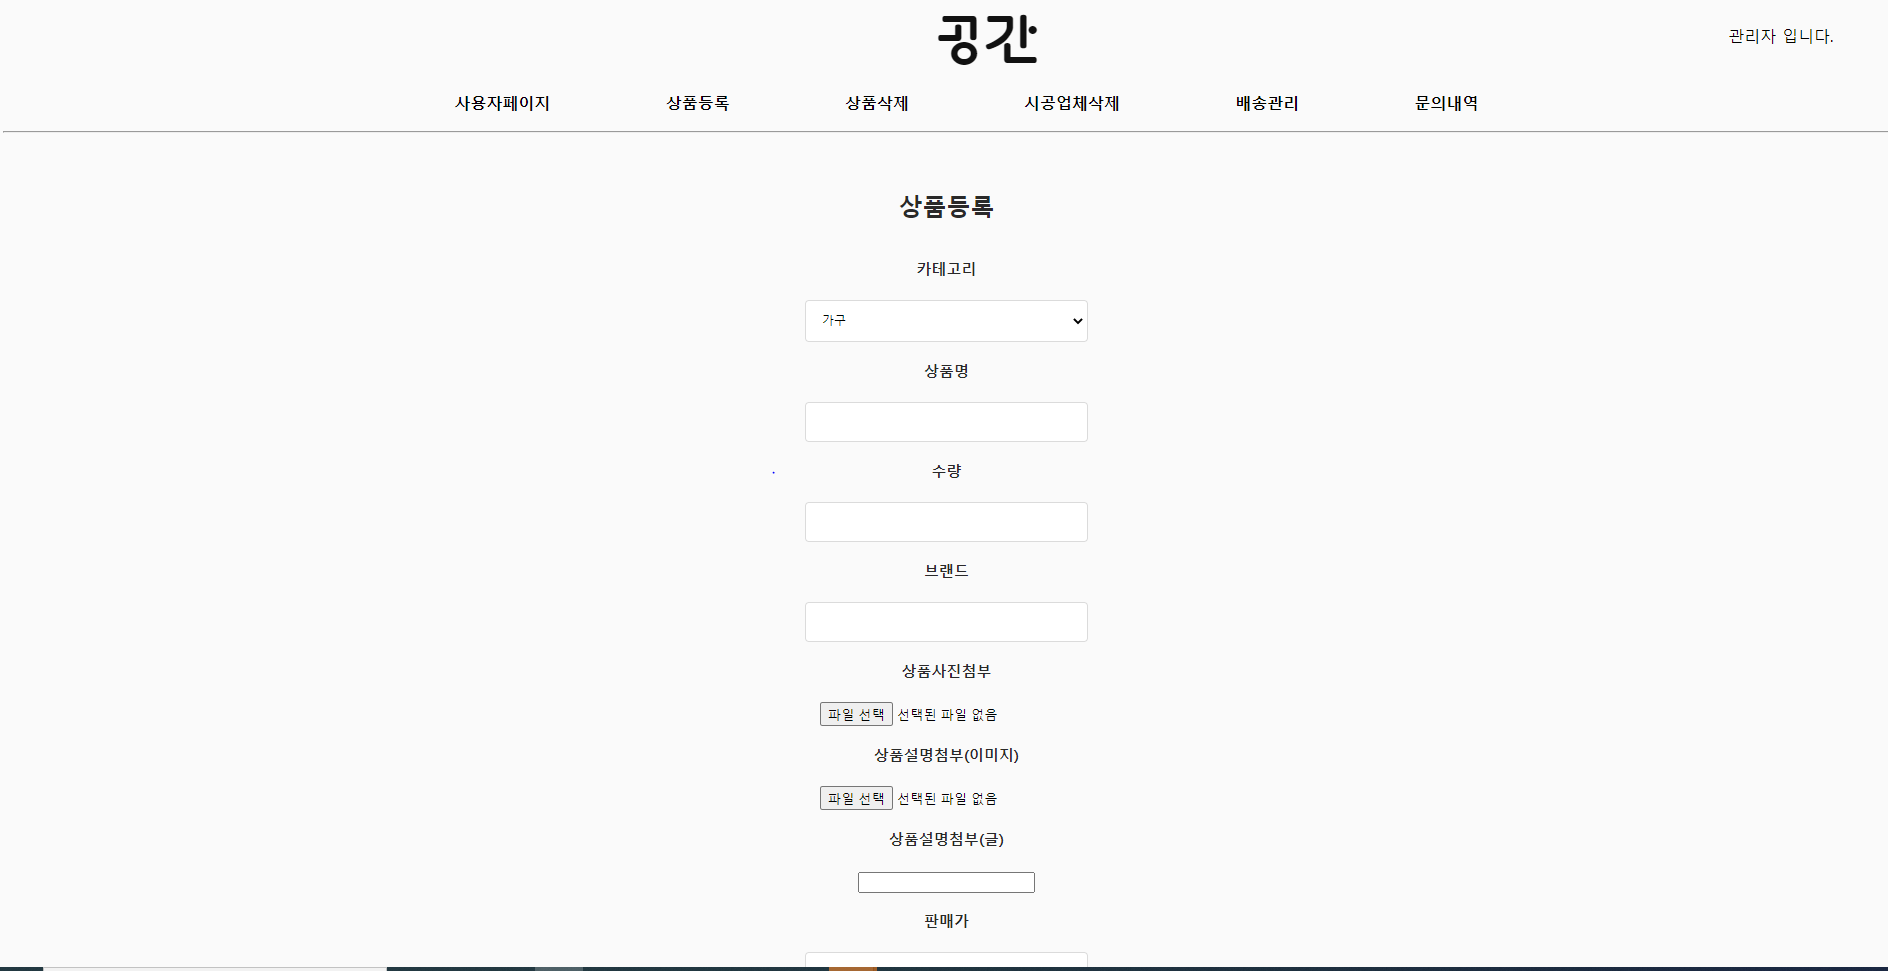 공간
관리자 입니다.
사용자페이지 상품등록 상품삭제 시공업체삭제 배송관리 문의내역
상품등록
카테고리
가구
상품명
수량
브랜드
상품사진첨부
파일 선택 선택된 파일 없음
상품설명첨부(이미지)
파일 선택 선택된 파일 없음
상품설명첨부(글)
판매가